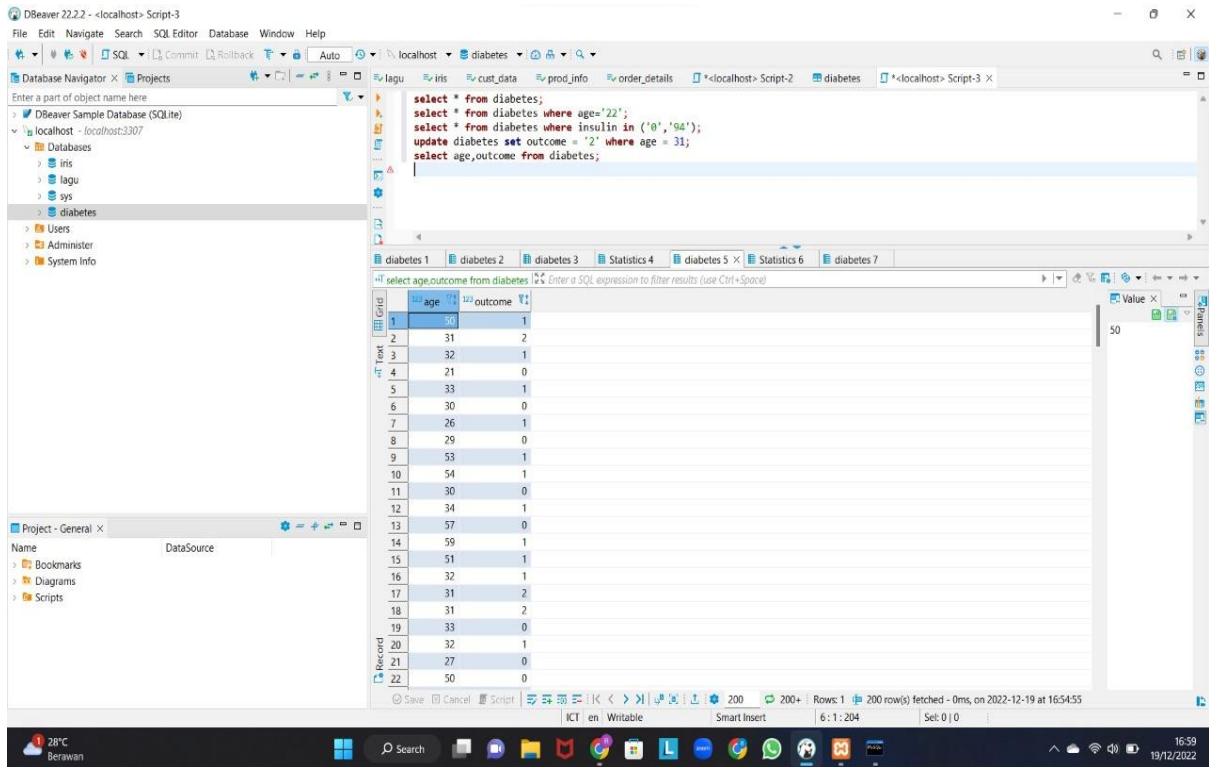 DBeaver 22.2.2 - <localhost> Script-3
File Edit Navigate Search SQL Editor Database Window Help
SQL Commit Rollback Auto localhost diabetes
Database Navigator Projects
lagu iris cust_data prod_info order_details *<localhost> Script-2 diabetes *<localhost> Script-3
Enter a part of object name here
DBeaver Sample Database (SQLite)
localhost - localhost:3307
Databases
iris
lagu
sys
diabetes
Users
Administer
System Info
select * from diabetes;
select * from diabetes where age='22';
select * from diabetes where insulin in ('0','94');
update diabetes set outcome = '2' where age = 31;
select age,outcome from diabetes;
diabetes 1 diabetes 2 diabetes 3 Statistics 4 diabetes 5 Statistics 6 diabetes 7
select age,outcome from diabetes Enter a SQL expression to filter results (use Ctrl+Space)
Grid
Text
Record
123 age 123 outcome
1 50 1
2 31 2
3 32 1
4 21 0
5 33 1
6 30 0
7 26 1
8 29 0
9 53 1
10 54 1
11 30 0
12 34 1
13 57 0
14 59 1
15 51 1
16 32 1
17 31 2
18 31 2
19 33 0
20 32 1
21 27 0
22 50 0
Value
50
Panels
Project - General
Name DataSource
Bookmarks
Diagrams
Scripts
Save Cancel Script 200 200+ Rows: 1 200 row(s) fetched - 0ms, on 2022-12-19 at 16:54:55
ICT en Writable Smart Insert 6 : 1 : 204 Sel: 0 | 0
1 28°C
Berawan
Search
L
zoom
16:59
19/12/2022